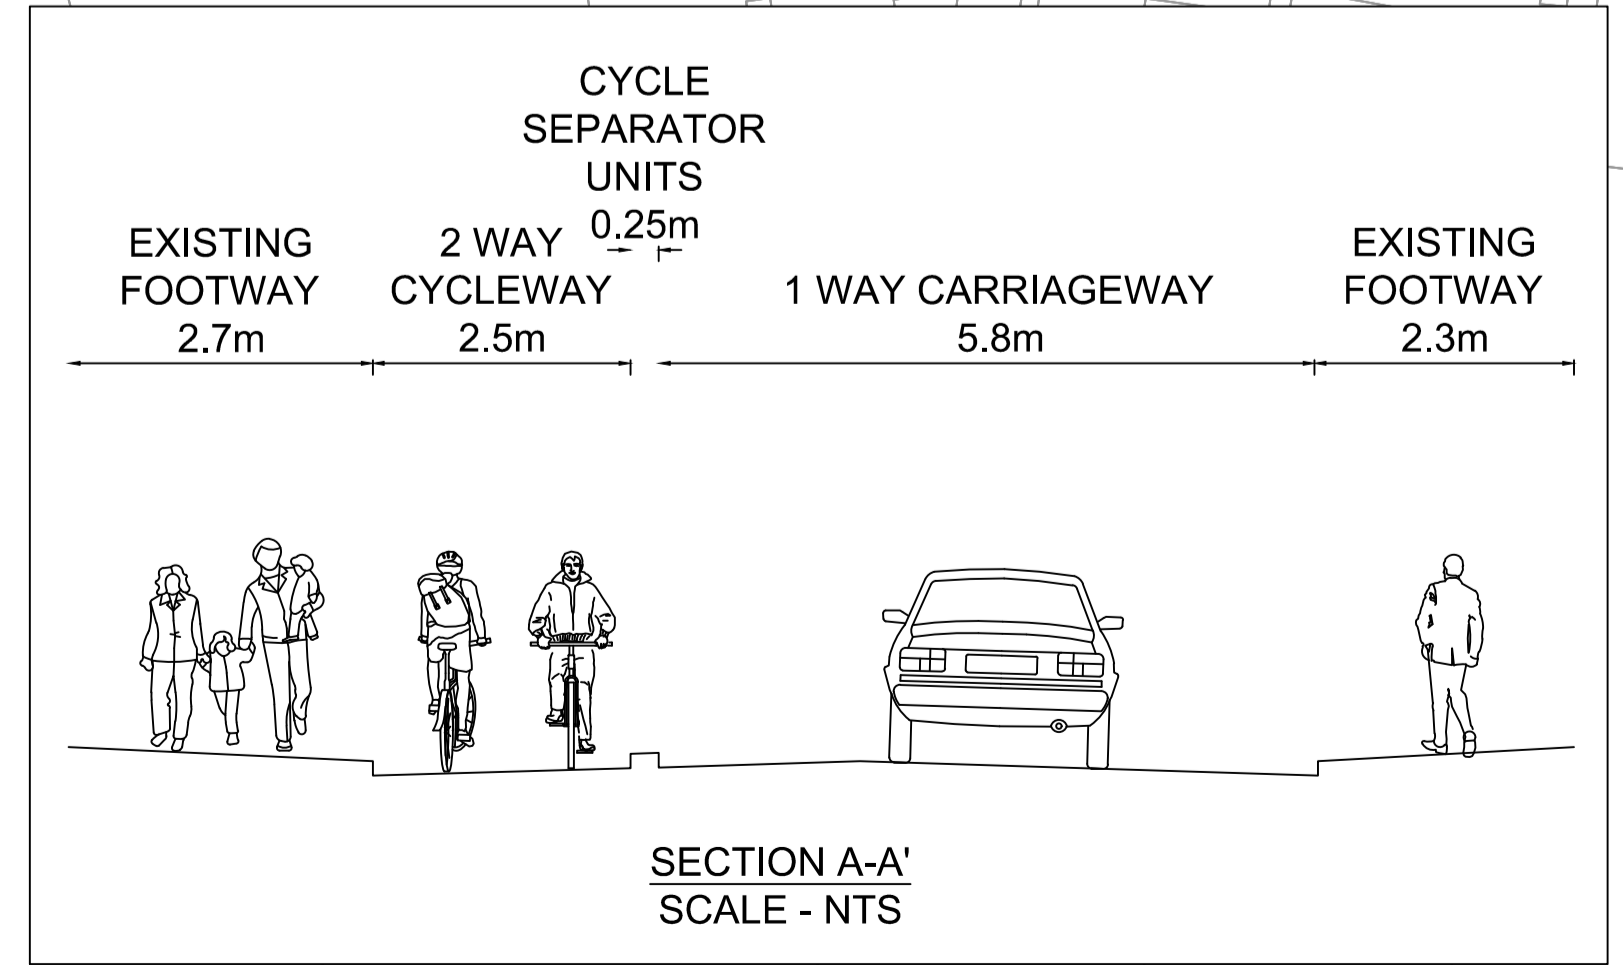 CYCLE
SEPARATOR
UNITS
0.25m
EXISTING
FOOTWAY
2.7m
2 WAY
CYCLEWAY
2.5m
1 WAY CARRIAGEWAY
5.8m
EXISTING
FOOTWAY
2.3m
SECTION A-A'
SCALE - NTS